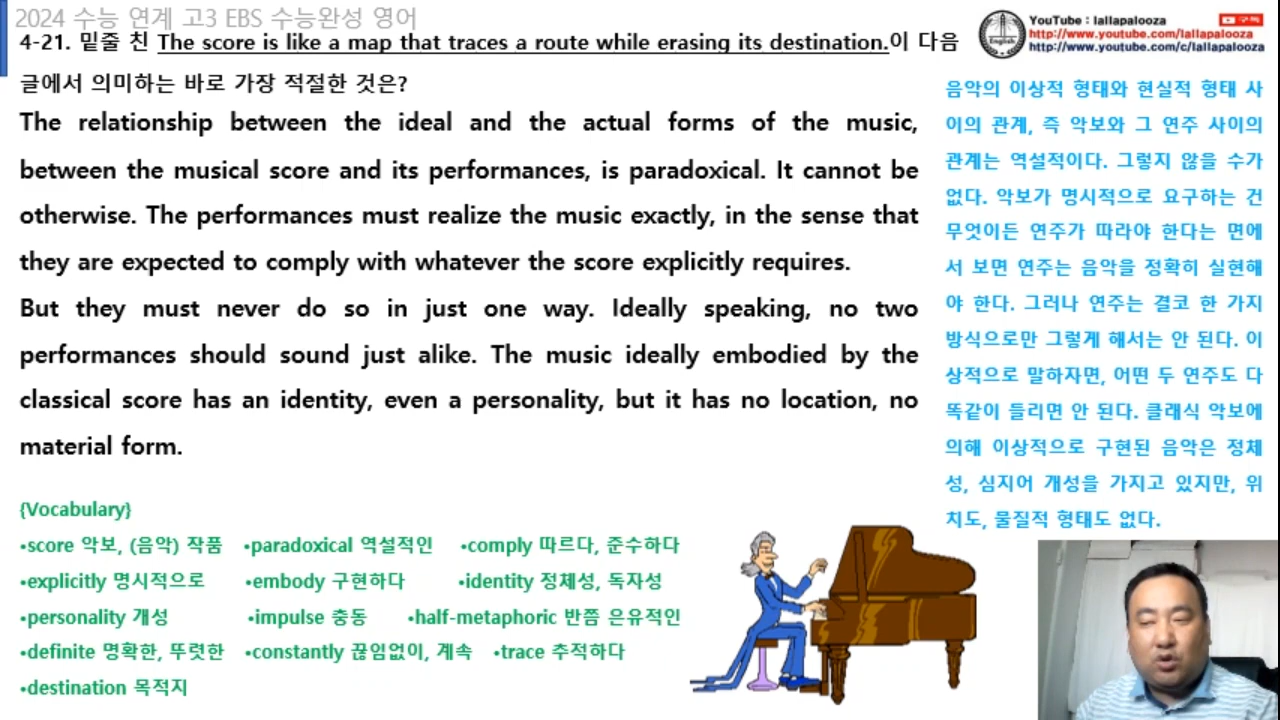 2024 수능 연계 고3 EBS 수능완성 영어
4-21. 밑줄 친 The score is like a map that traces a route while erasing its destination.이 다음
글에서 의미하는 바로 가장 적절한 것은?
The relationship between the ideal and the actual forms of the music,
between the musical score and its performances, is paradoxical. It cannot be
otherwise. The performances must realize the music exactly, in the sense that
they are expected to comply with whatever the score explicitly requires.
But they must never do so in just one way. Ideally speaking, no two
performances should sound just alike. The music ideally embodied by the
classical score has an identity, even a personality, but it has no location, no
material form.
{Vocabulary}
•score 악보, (음악) 작품 •paradoxical 역설적인 •comply 따르다, 준수하다
•explicitly 명시적으로 •embody 구현하다 •identity 정체성, 독자성
•personality 개성 •impulse 충동 •half-metaphoric 반쯤 은유적인
•definite 명확한, 뚜렷한 •constantly 끊임없이, 계속 •trace 추적하다
•destination 목적지
English
YouTube : lallapalooza
구독
http://www.youtube.com/lallapalooza
http://www.youtube.com/c/lallapalooza
음악의 이상적 형태와 현실적 형태 사
이의 관계, 즉 악보와 그 연주 사이의
관계는 역설적이다. 그렇지 않을 수가
없다. 악보가 명시적으로 요구하는 건
무엇이든 연주가 따라야 한다는 면에
서 보면 연주는 음악을 정확히 실현해
야 한다. 그러나 연주는 결코 한 가지
방식으로만 그렇게 해서는 안 된다. 이
상적으로 말하자면, 어떤 두 연주도 다
똑같이 들리면 안 된다. 클래식 악보에
의해 이상적으로 구현된 음악은 정체
성, 심지어 개성을 가지고 있지만, 위
치도, 물질적 형태도 없다.